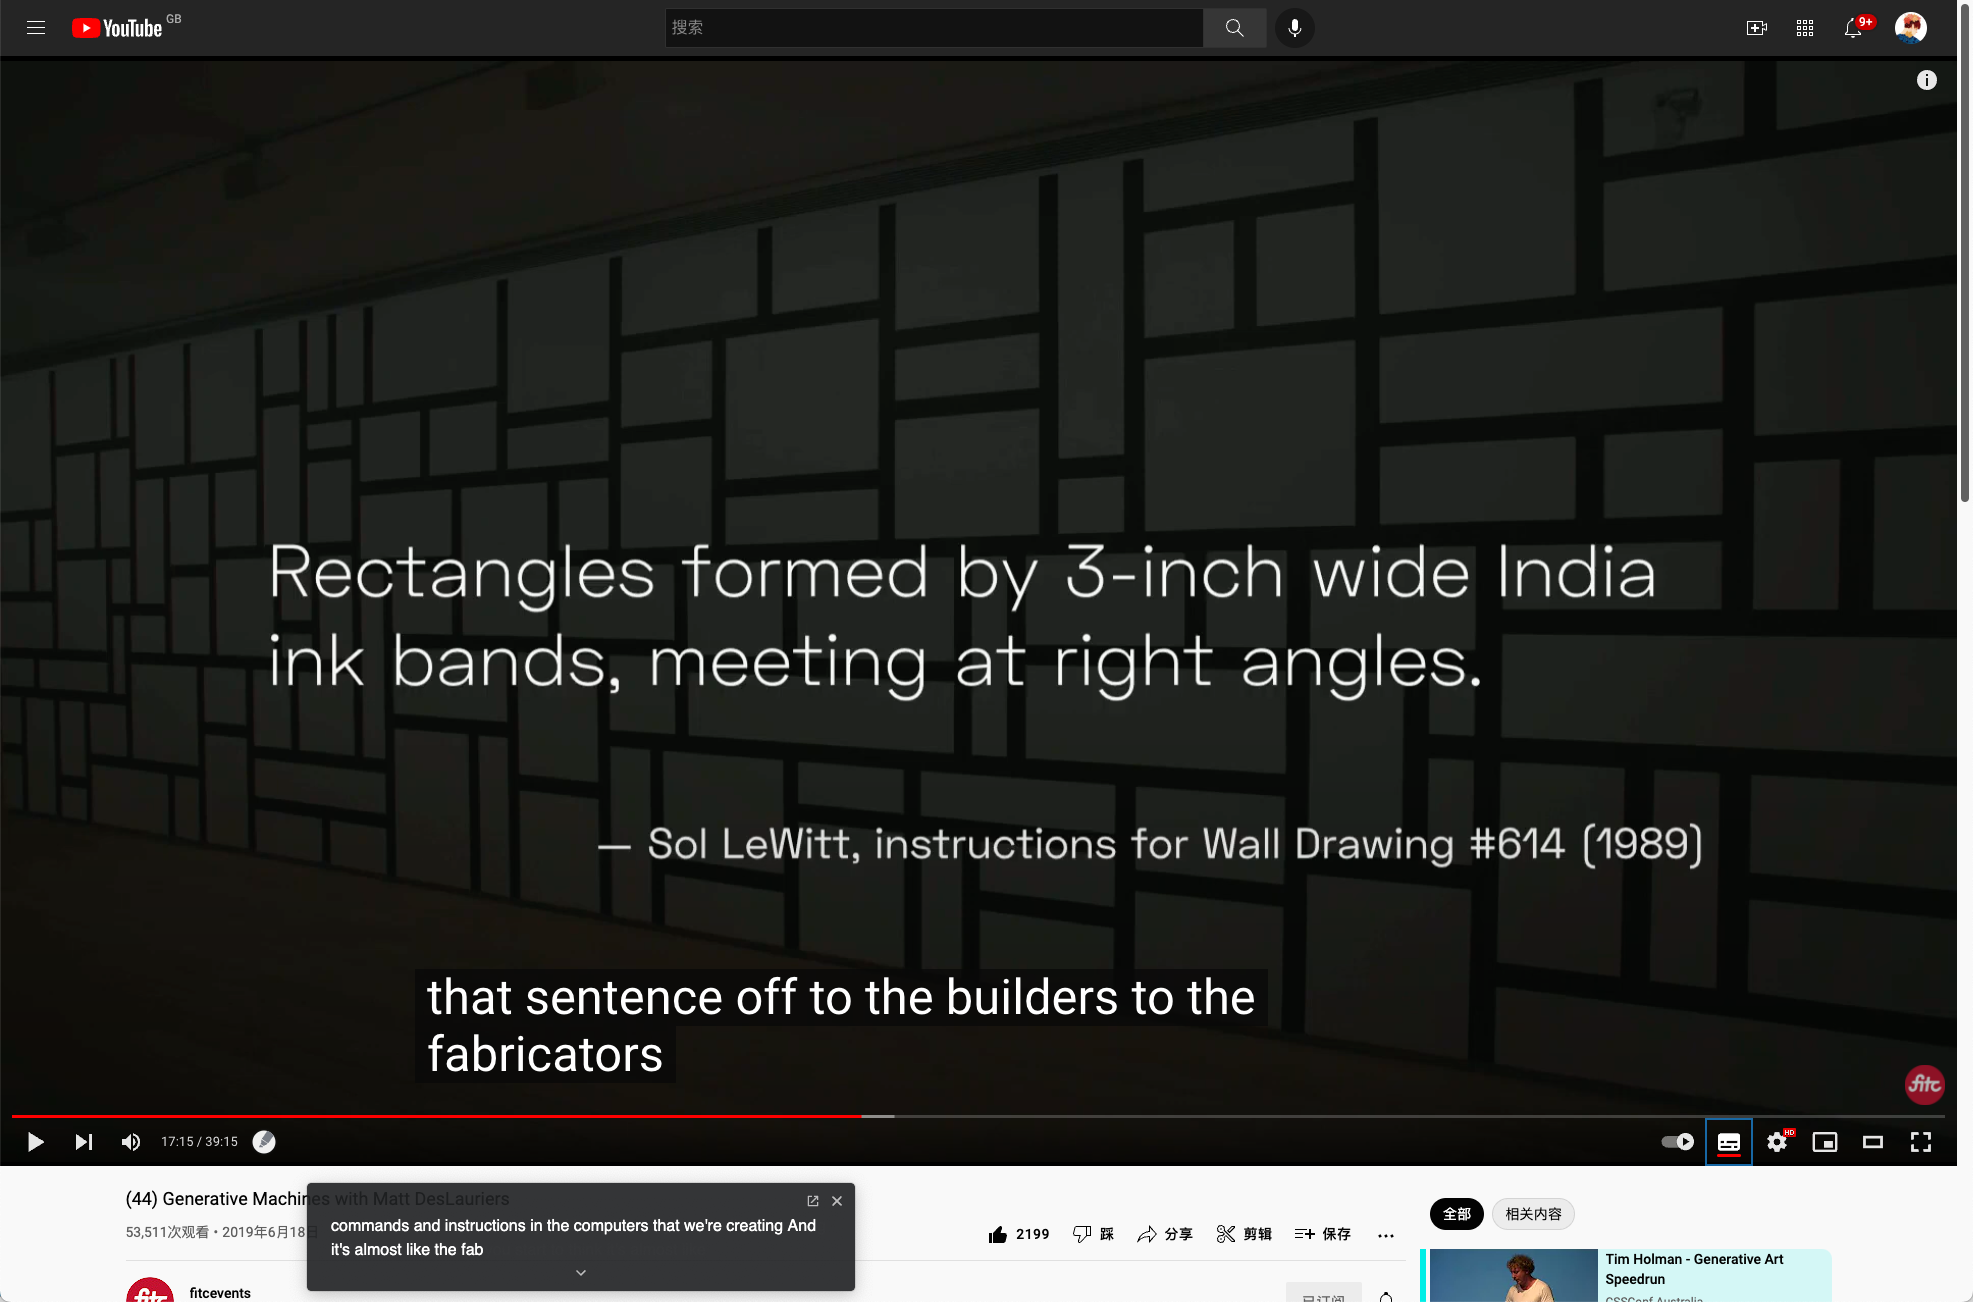 YouTube GB
搜索
9+
Rectangles formed by 3-inch wide India
ink bands, meeting at right angles.
— Sol LeWitt, instructions for Wall Drawing #614 (1989)
that sentence off to the builders to the
fabricators
fitc
17:15 / 39:15
HD
(44) Generative Machines with Matt DesLauriers
53,511次观看 • 2019年6月18日
commands and instructions in the computers that we're creating And
it's almost like the fab
2199
踩
分享
剪辑
保存
全部
相关内容
Tim Holman - Generative Art
Speedrun
CSSConf Australia
fitc
fitcevents
已订阅